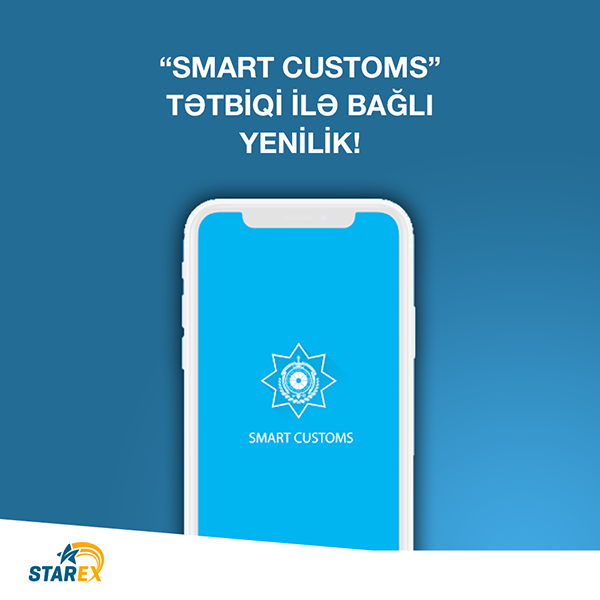 “SMART CUSTOMS”
TƏTBİQİ İLƏ BAĞLI
YENİLİK!
SMART CUSTOMS
STAREX